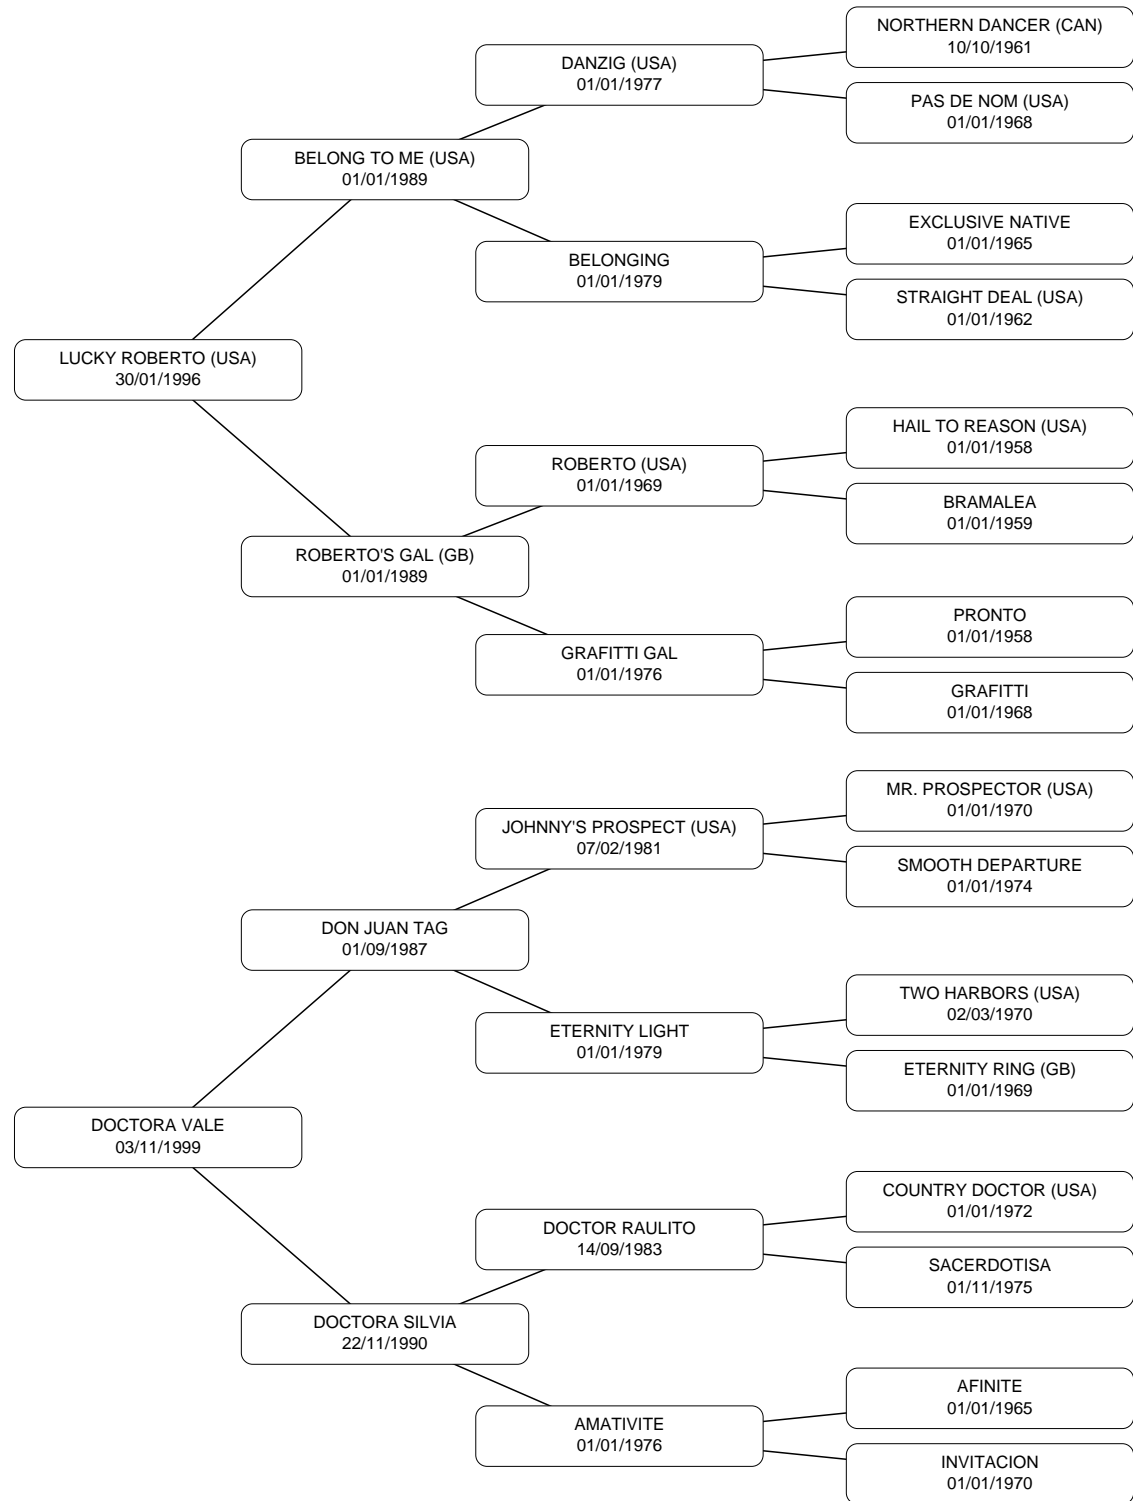 NORTHERN DANCER (CAN)
10/10/1961
DANZIG (USA)
01/01/1977
PAS DE NOM (USA)
01/01/1968
BELONG TO ME (USA)
01/01/1989
EXCLUSIVE NATIVE
01/01/1965
BELONGING
01/01/1979
STRAIGHT DEAL (USA)
01/01/1962
LUCKY ROBERTO (USA)
30/01/1996
HAIL TO REASON (USA)
01/01/1958
ROBERTO (USA)
01/01/1969
BRAMALEA
01/01/1959
ROBERTO'S GAL (GB)
01/01/1989
PRONTO
01/01/1958
GRAFITTI GAL
01/01/1976
GRAFITTI
01/01/1968
MR. PROSPECTOR (USA)
01/01/1970
JOHNNY'S PROSPECT (USA)
07/02/1981
SMOOTH DEPARTURE
01/01/1974
DON JUAN TAG
01/09/1987
TWO HARBORS (USA)
02/03/1970
ETERNITY LIGHT
01/01/1979
ETERNITY RING (GB)
01/01/1969
DOCTORA VALE
03/11/1999
COUNTRY DOCTOR (USA)
01/01/1972
DOCTOR RAULITO
14/09/1983
SACERDOTISA
01/11/1975
DOCTORA SILVIA
22/11/1990
AFINITE
01/01/1965
AMATIVITE
01/01/1976
INVITACION
01/01/1970